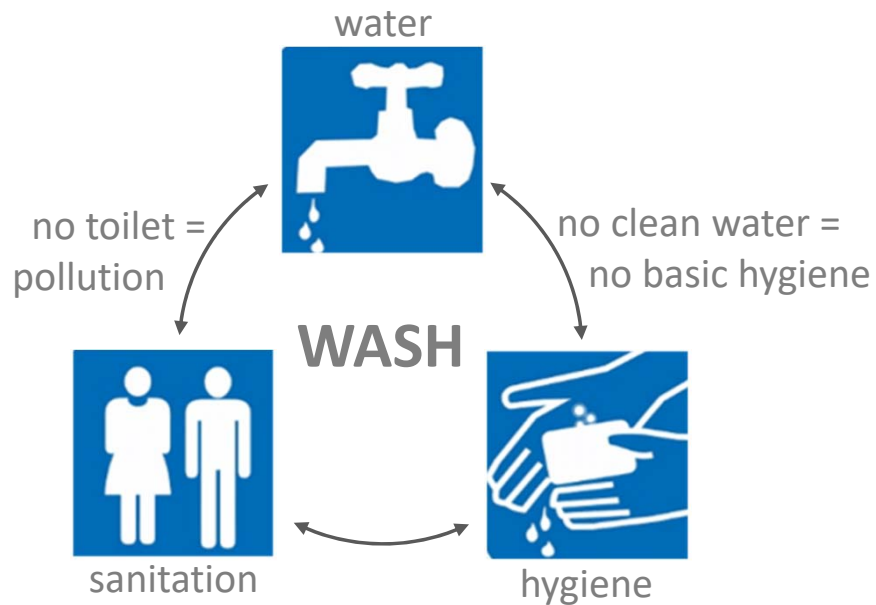 water
no toilet =
pollution
no clean water =
no basic hygiene
WASH
sanitation
hygiene